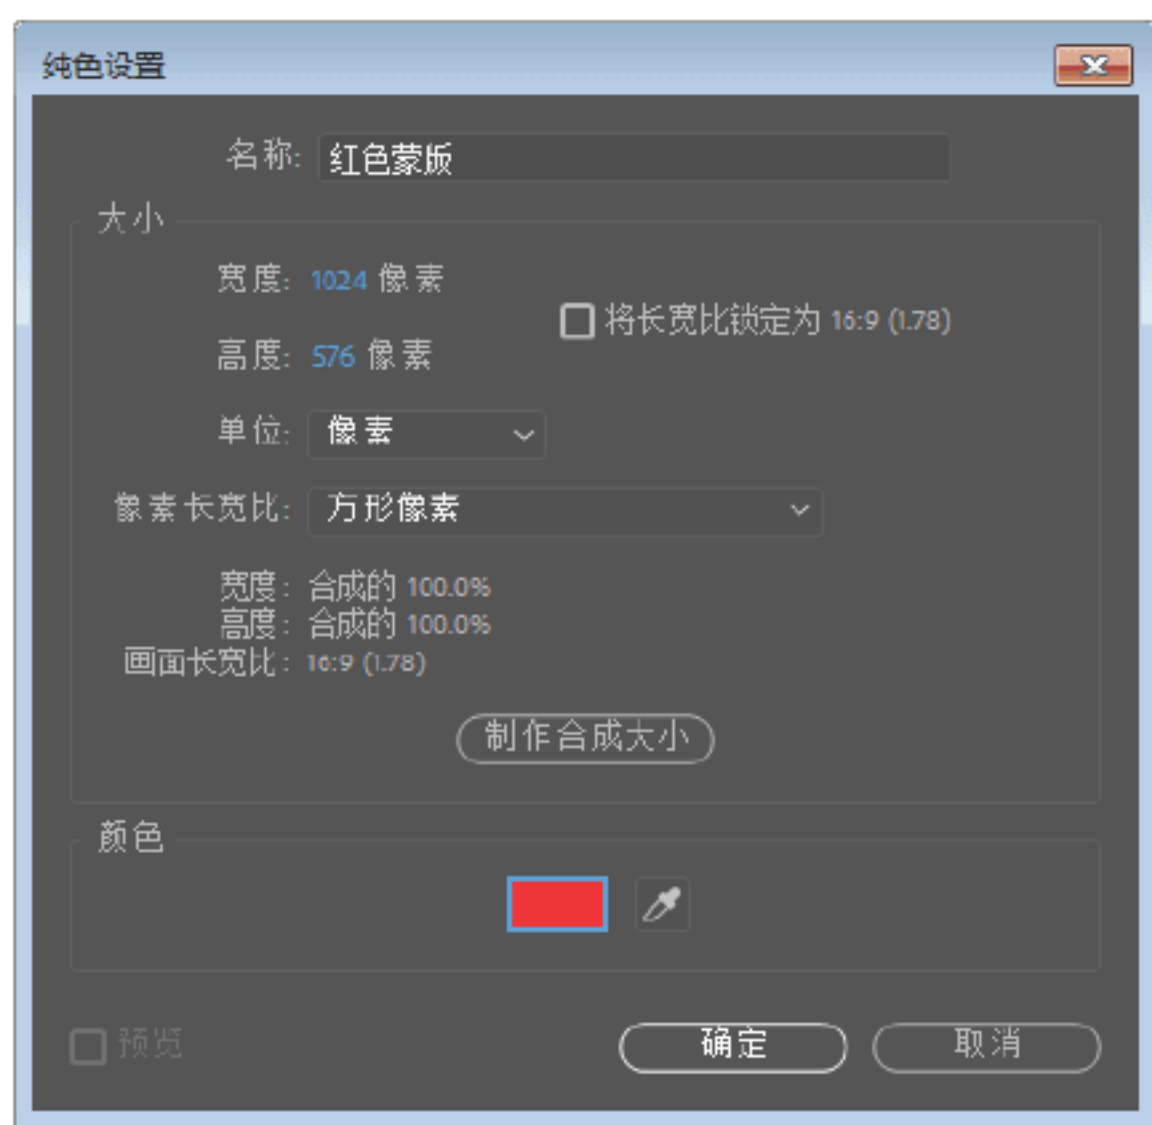 纯色设置
名称: 红色蒙版
大小
宽度: 1024 像素
将长宽比锁定为 16:9 (1.78)
高度: 576 像素
单位: 像素
像素长宽比: 方形像素
宽度: 合成的 100.0%
高度: 合成的 100.0%
画面长宽比: 16:9 (1.78)
制作合成大小
颜色
预览
确定
取消